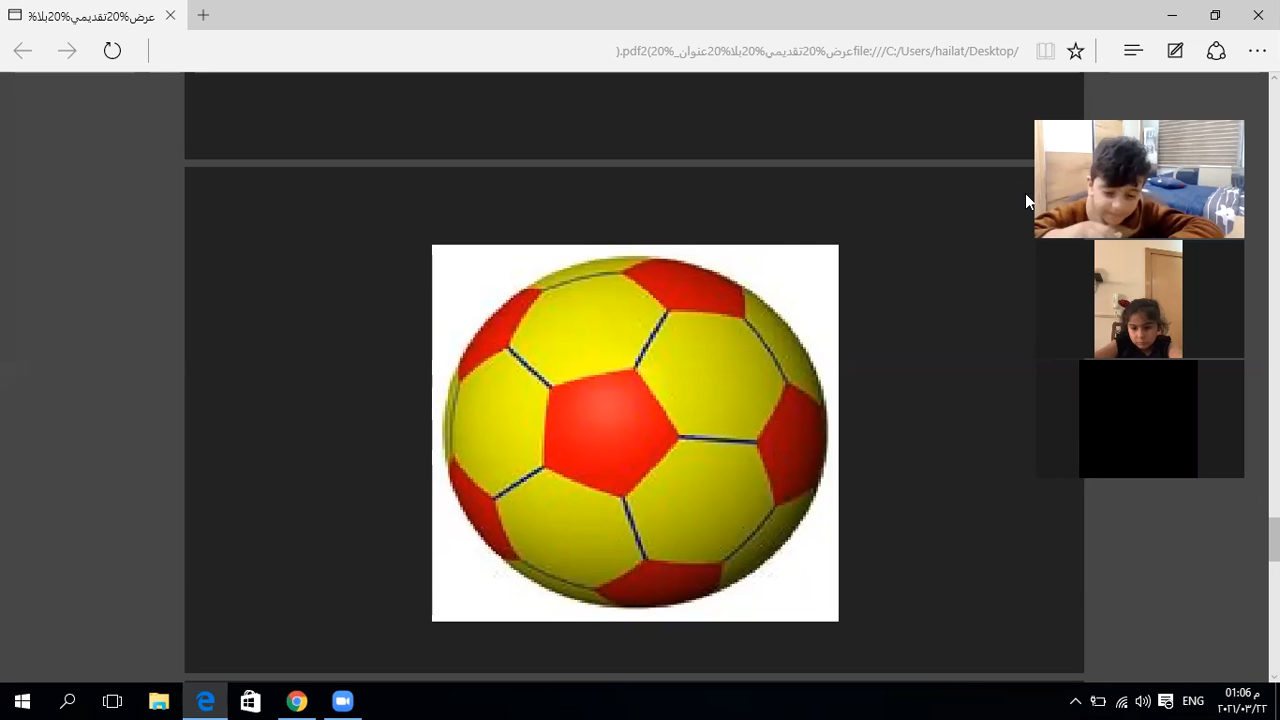 عرض%20تقديمي%20بلا%
file:///C:/Users/hailat/Desktop/عرض%20تقديمي%20بلا%20عنوان_%20(2).pdf
ENG
01:06 م
٢٠٢١/٠٣/٢٢